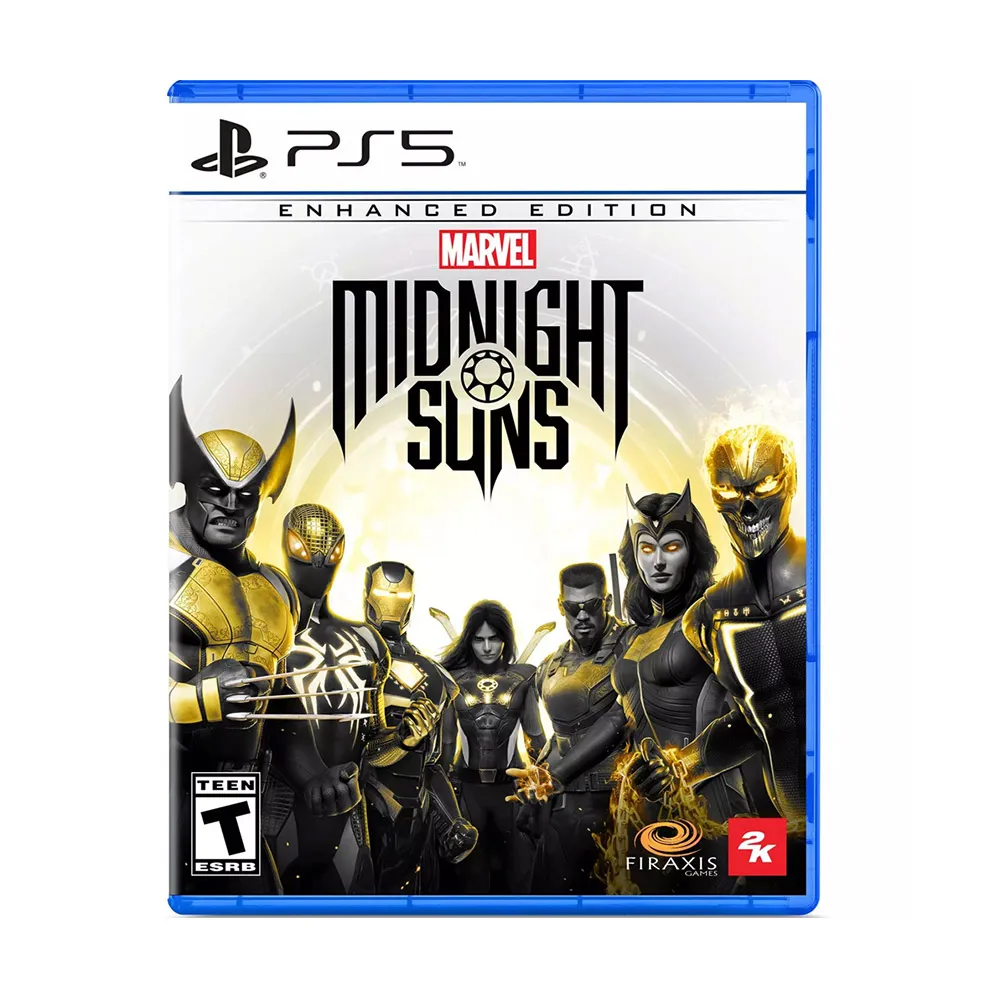 PS5
ENHANCED EDITION
MARVEL
MIDNIGHT
SUNS
TEEN
T
ESRB
FIRAXIS
GAMES
2K